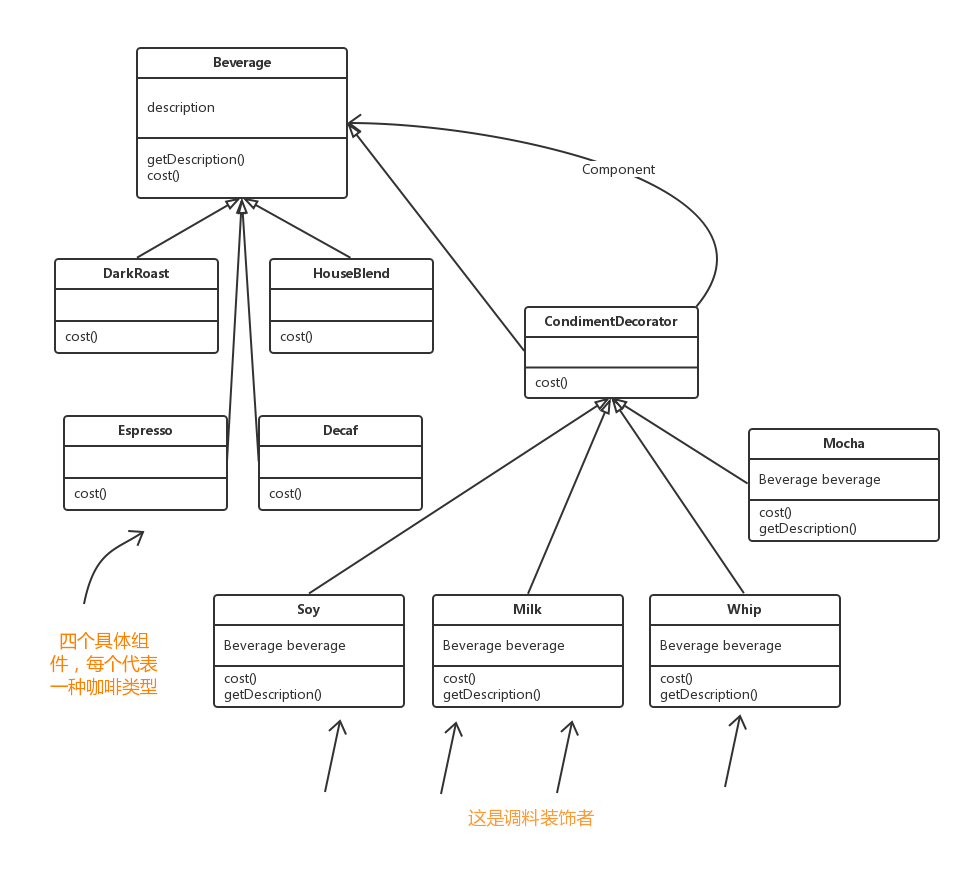 Beverage
description
getDescription()
cost()
Component
DarkRoast
cost()
HouseBlend
cost()
CondimentDecorator
cost()
Espresso
cost()
Decaf
cost()
Mocha
Beverage beverage
cost()
getDescription()
四个具体组
件，每个代表
一种咖啡类型
Soy
Beverage beverage
cost()
getDescription()
Milk
Beverage beverage
cost()
getDescription()
Whip
Beverage beverage
cost()
getDescription()
这是调料装饰者